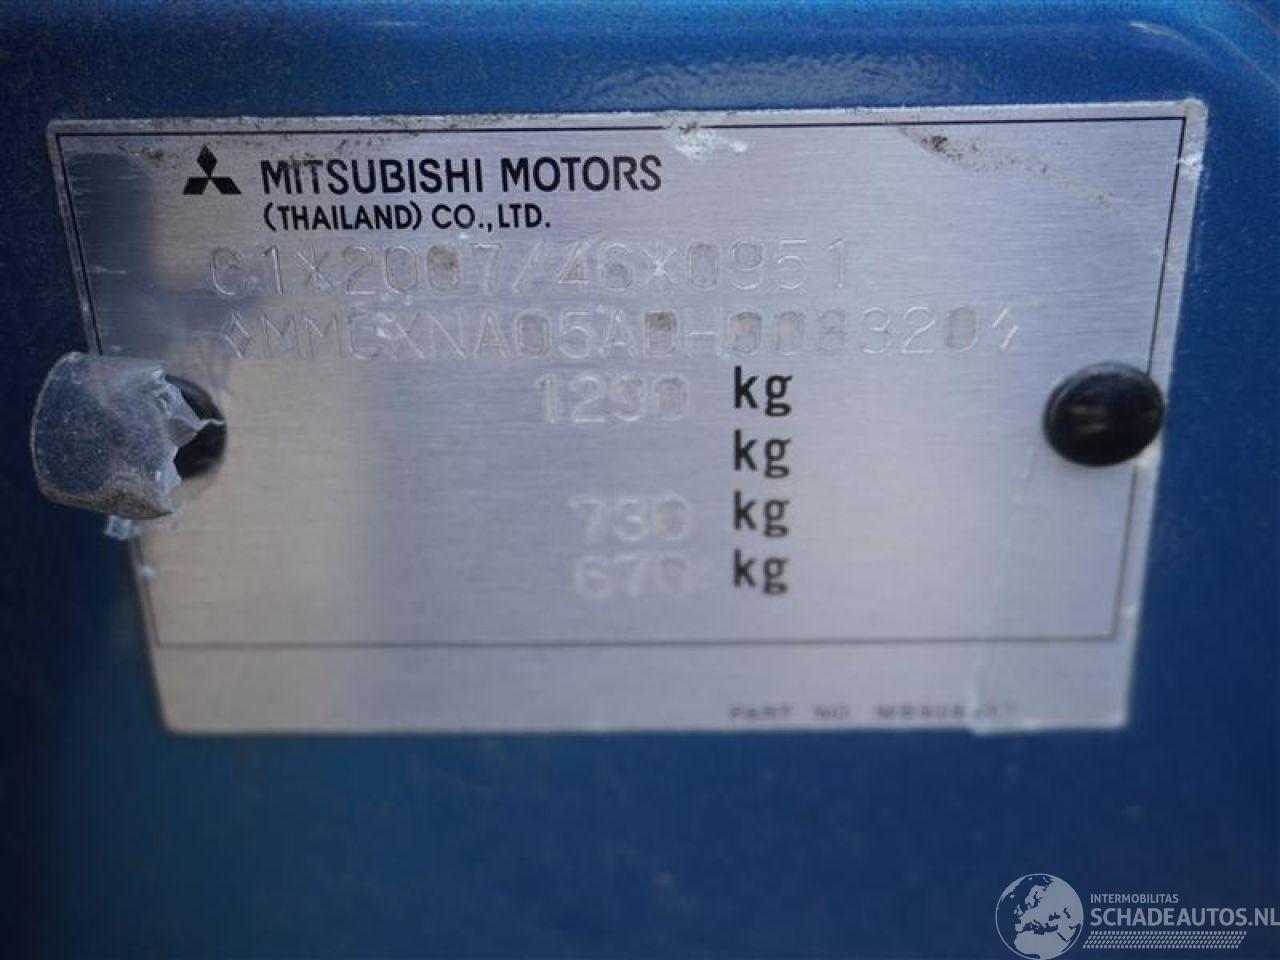 MITSUBISHI MOTORS
(THAILAND) CO., LTD.
e1*2007/46*0951
MMCXNA05ADH008320
1290 kg
kg
730 kg
670 kg
PART NO
INTERMOBILITAS
SCHADEAUTOS.NL